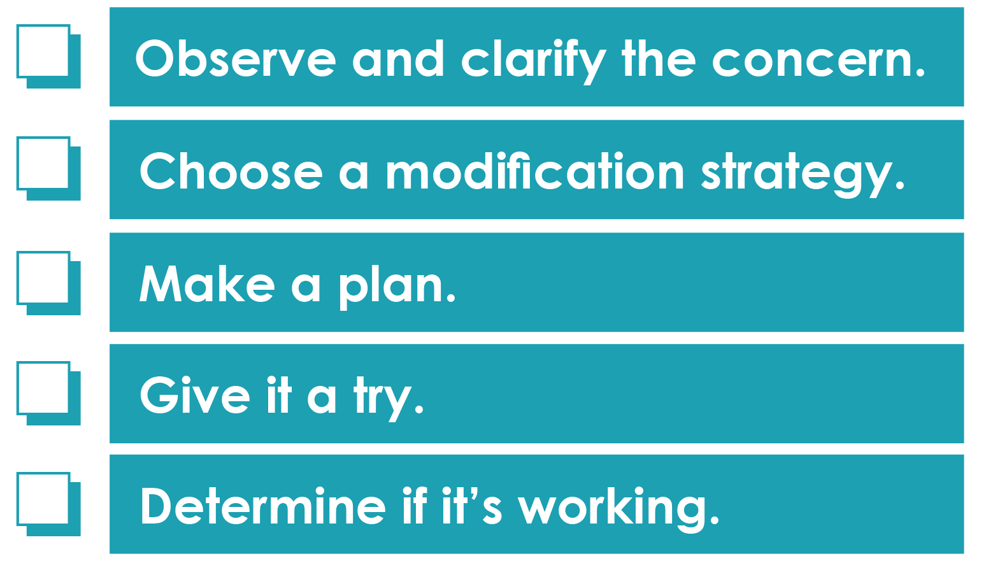 Observe and clarify the concern.
Choose a modification strategy.
Make a plan.
Give it a try.
Determine if it’s working.